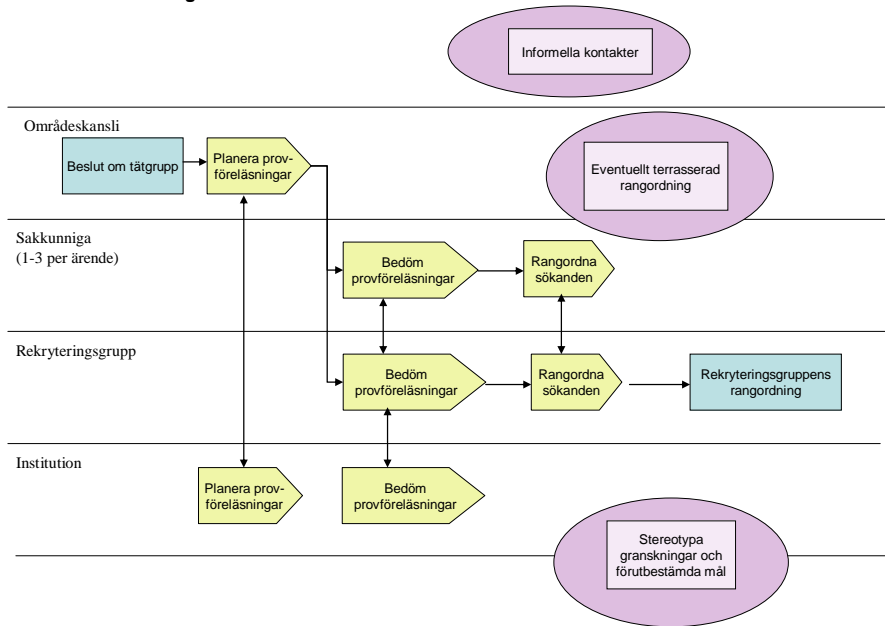 Informella kontakter
Områdeskansli
Beslut om tätgrupp
Planera prov-
föreläsningar
Eventuellt terrasserad
rangordning
Sakkunniga
(1-3 per ärende)
Bedöm
provföreläsningar
Rangordna
sökanden
Rekryteringsgrupp
Bedöm
provföreläsningar
Rangordna
sökanden
Rekryteringsgruppens
rangordning
Institution
Planera prov-
föreläsningar
Bedöm
provföreläsningar
Stereotypa
granskningar och
förutbestämda mål